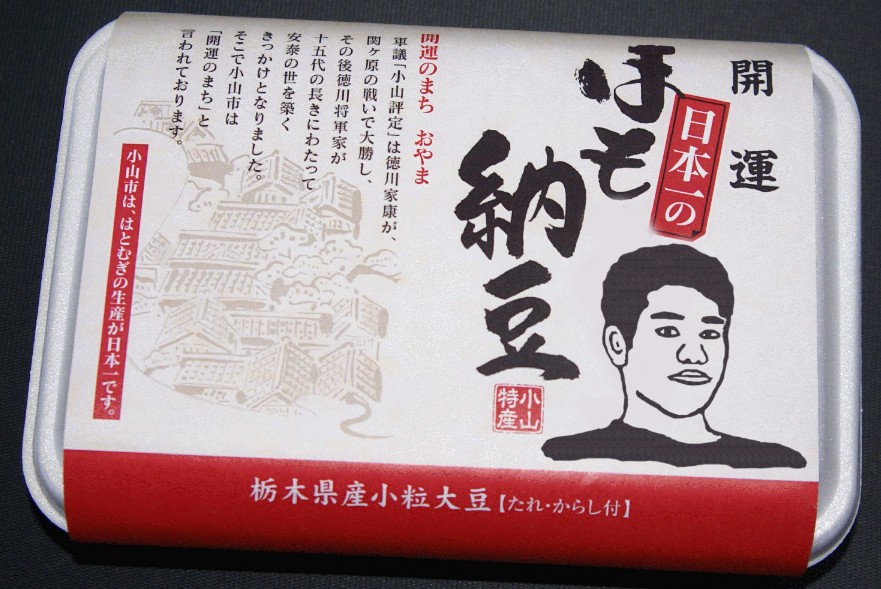 開運
日本一の
ほも
納豆
小山
特産
開運のまち おやま
軍議「小山評定」は徳川家康が、
関ヶ原の戦いで大勝し、
その後徳川将軍家が
十五代の長きにわたって
安泰の世を築く
きっかけとなりました。
そこで小山市は
「開運のまち」と
言われております。
小山市は、はとむぎの生産が日本一です。
栃木県産小粒大豆【たれ・からし付】